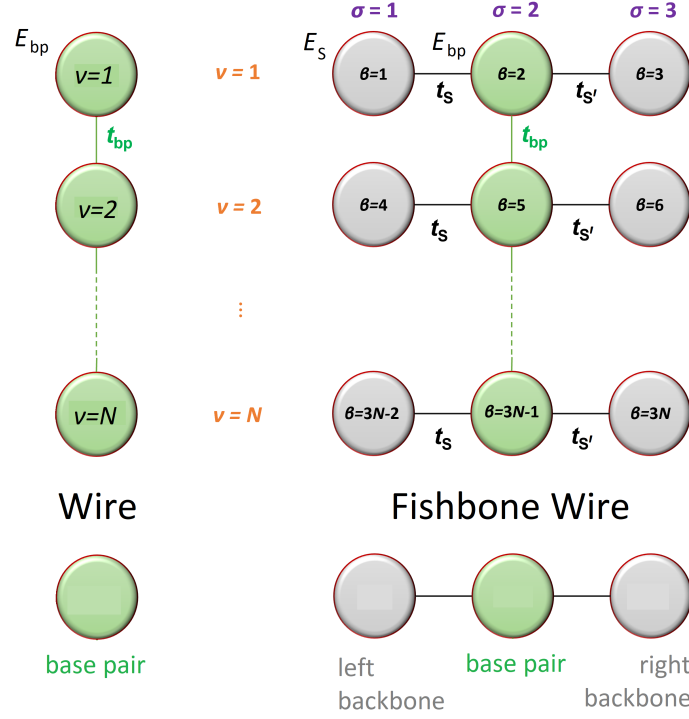 σ = 1 σ = 2 σ = 3
E_bp E_S E_bp
ν=1 ν = 1 β=1 β=2 β=3
t_S t_S′
t_bp t_bp
ν=2 ν = 2 β=4 β=5 β=6
t_S t_S′
⋮
ν=N ν = N β=3N-2 β=3N-1 β=3N
t_S t_S′
Wire Fishbone Wire
base pair left backbone base pair right backbone